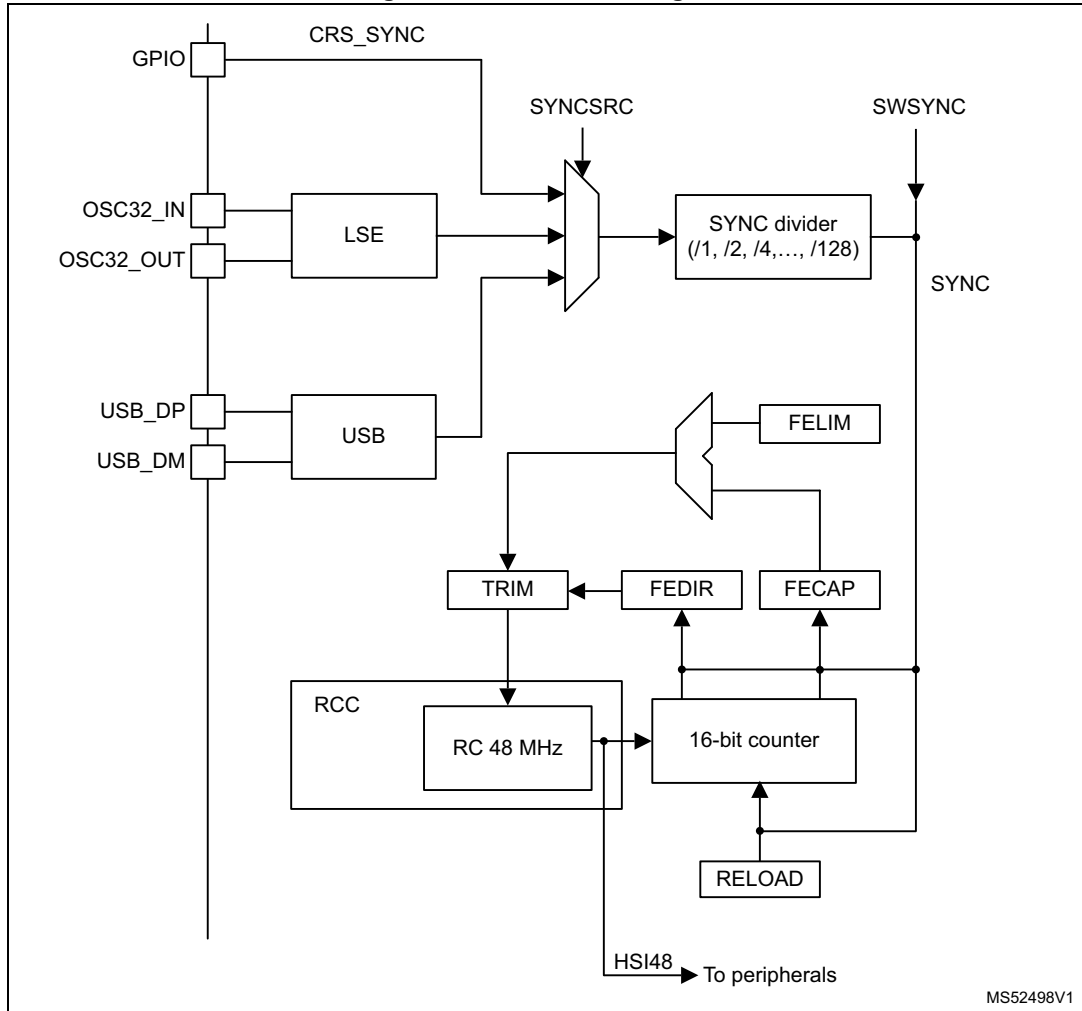 CRS_SYNC
GPIO
SYNCSRC
SWSYNC
OSC32_IN
LSE
OSC32_OUT
SYNC divider
(/1, /2, /4,…, /128)
SYNC
USB_DP
USB
USB_DM
FELIM
TRIM
FEDIR
FECAP
RCC
RC 48 MHz
16-bit counter
RELOAD
HSI48
To peripherals
MS52498V1